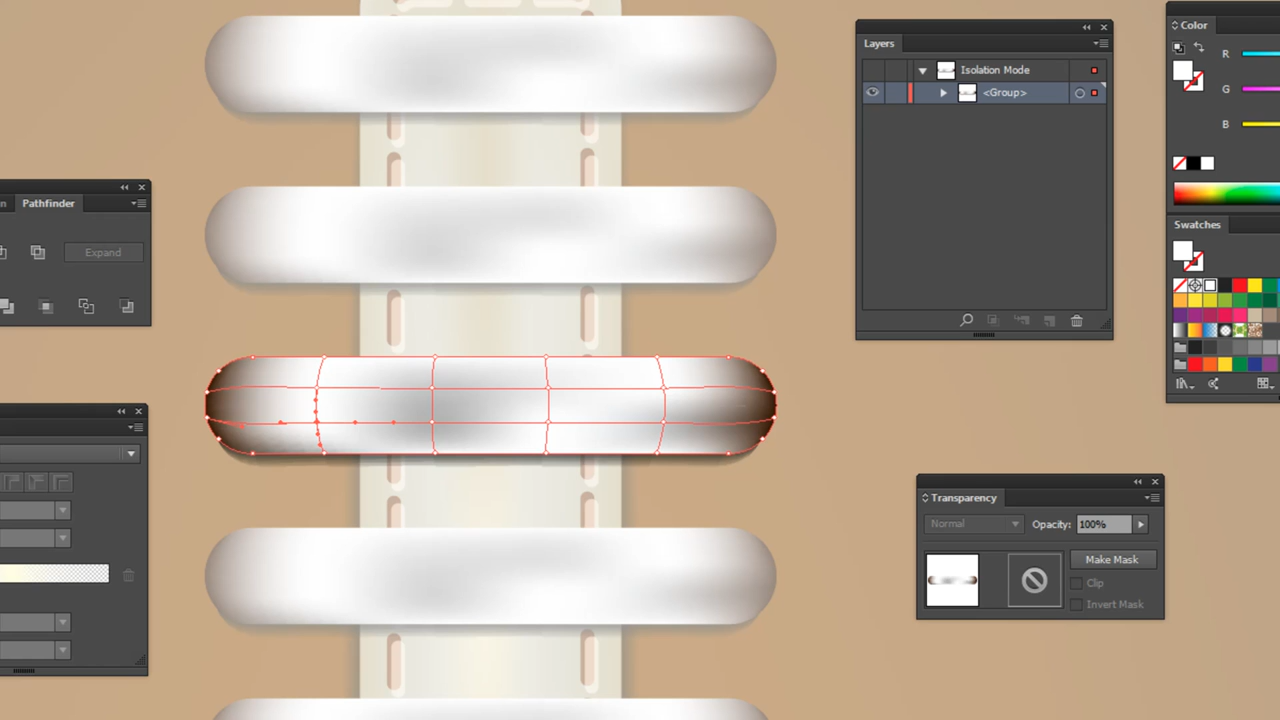 Layers
Isolation Mode
<Group>
Color
R
G
B
Pathfinder
Expand
Swatches
Transparency
Normal
Opacity: 100%
Make Mask
Clip
Invert Mask